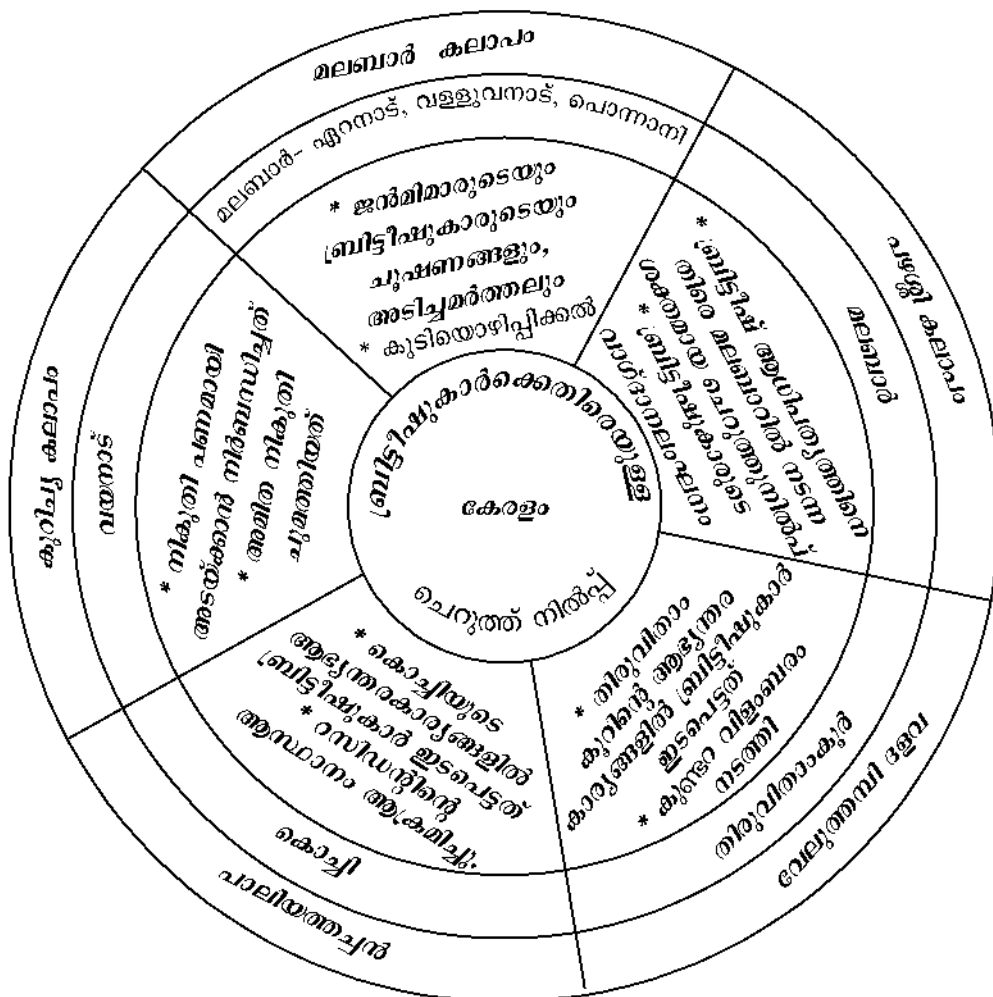 മലബാർ കലാപം
മലബാർ- ഏറനാട്, വള്ളുവനാട്, പൊന്നാനി
* ജൻമിമാരുടെയും
ബ്രിട്ടീഷുകാരുടെയും
ചൂഷണങ്ങളും,
അടിച്ചമർത്തലും
* കുടിയൊഴിപ്പിക്കൽ
പഴശ്ശി കലാപം
മലബാർ
* ബ്രിട്ടീഷ് ആധിപത്യത്തിനെ
തിരെ മലബാറിൽ നടന്ന
ശക്തമായ ചെറുത്തുനിൽപ്പ്
* ബ്രിട്ടീഷുകാരുടെ
വാഗ്ദാനലംഘനം
വേലുത്തമ്പി ദളവ
തിരുവിതാംകൂർ
* തിരുവിതാം
കൂറിന്റെ ആഭ്യന്തര
കാര്യങ്ങളിൽ ബ്രിട്ടീഷുകാർ
ഇടപെട്ടത്
* കുണ്ടറ വിളംബരം
നടത്തി
പാലിയത്തച്ചൻ
കൊച്ചി
* കൊച്ചിയുടെ
ആഭ്യന്തരകാര്യങ്ങളിൽ
ബ്രിട്ടീഷുകാർ ഇടപെട്ടത്
* റസിഡന്റിന്റെ
ആസ്ഥാനം ആക്രമിച്ചു.
കുറിച്യ കലാപം
വയനാട്
* നികുതി പണമായി
അടയ്ക്കാൻ നിർബന്ധിച്ചത്
* അമിത നികുതി
ചുമത്തിയത്
ബ്രിട്ടീഷുകാർക്കെതിരെയുള്ള
കേരളം
ചെറുത്ത് നിൽപ്പ്